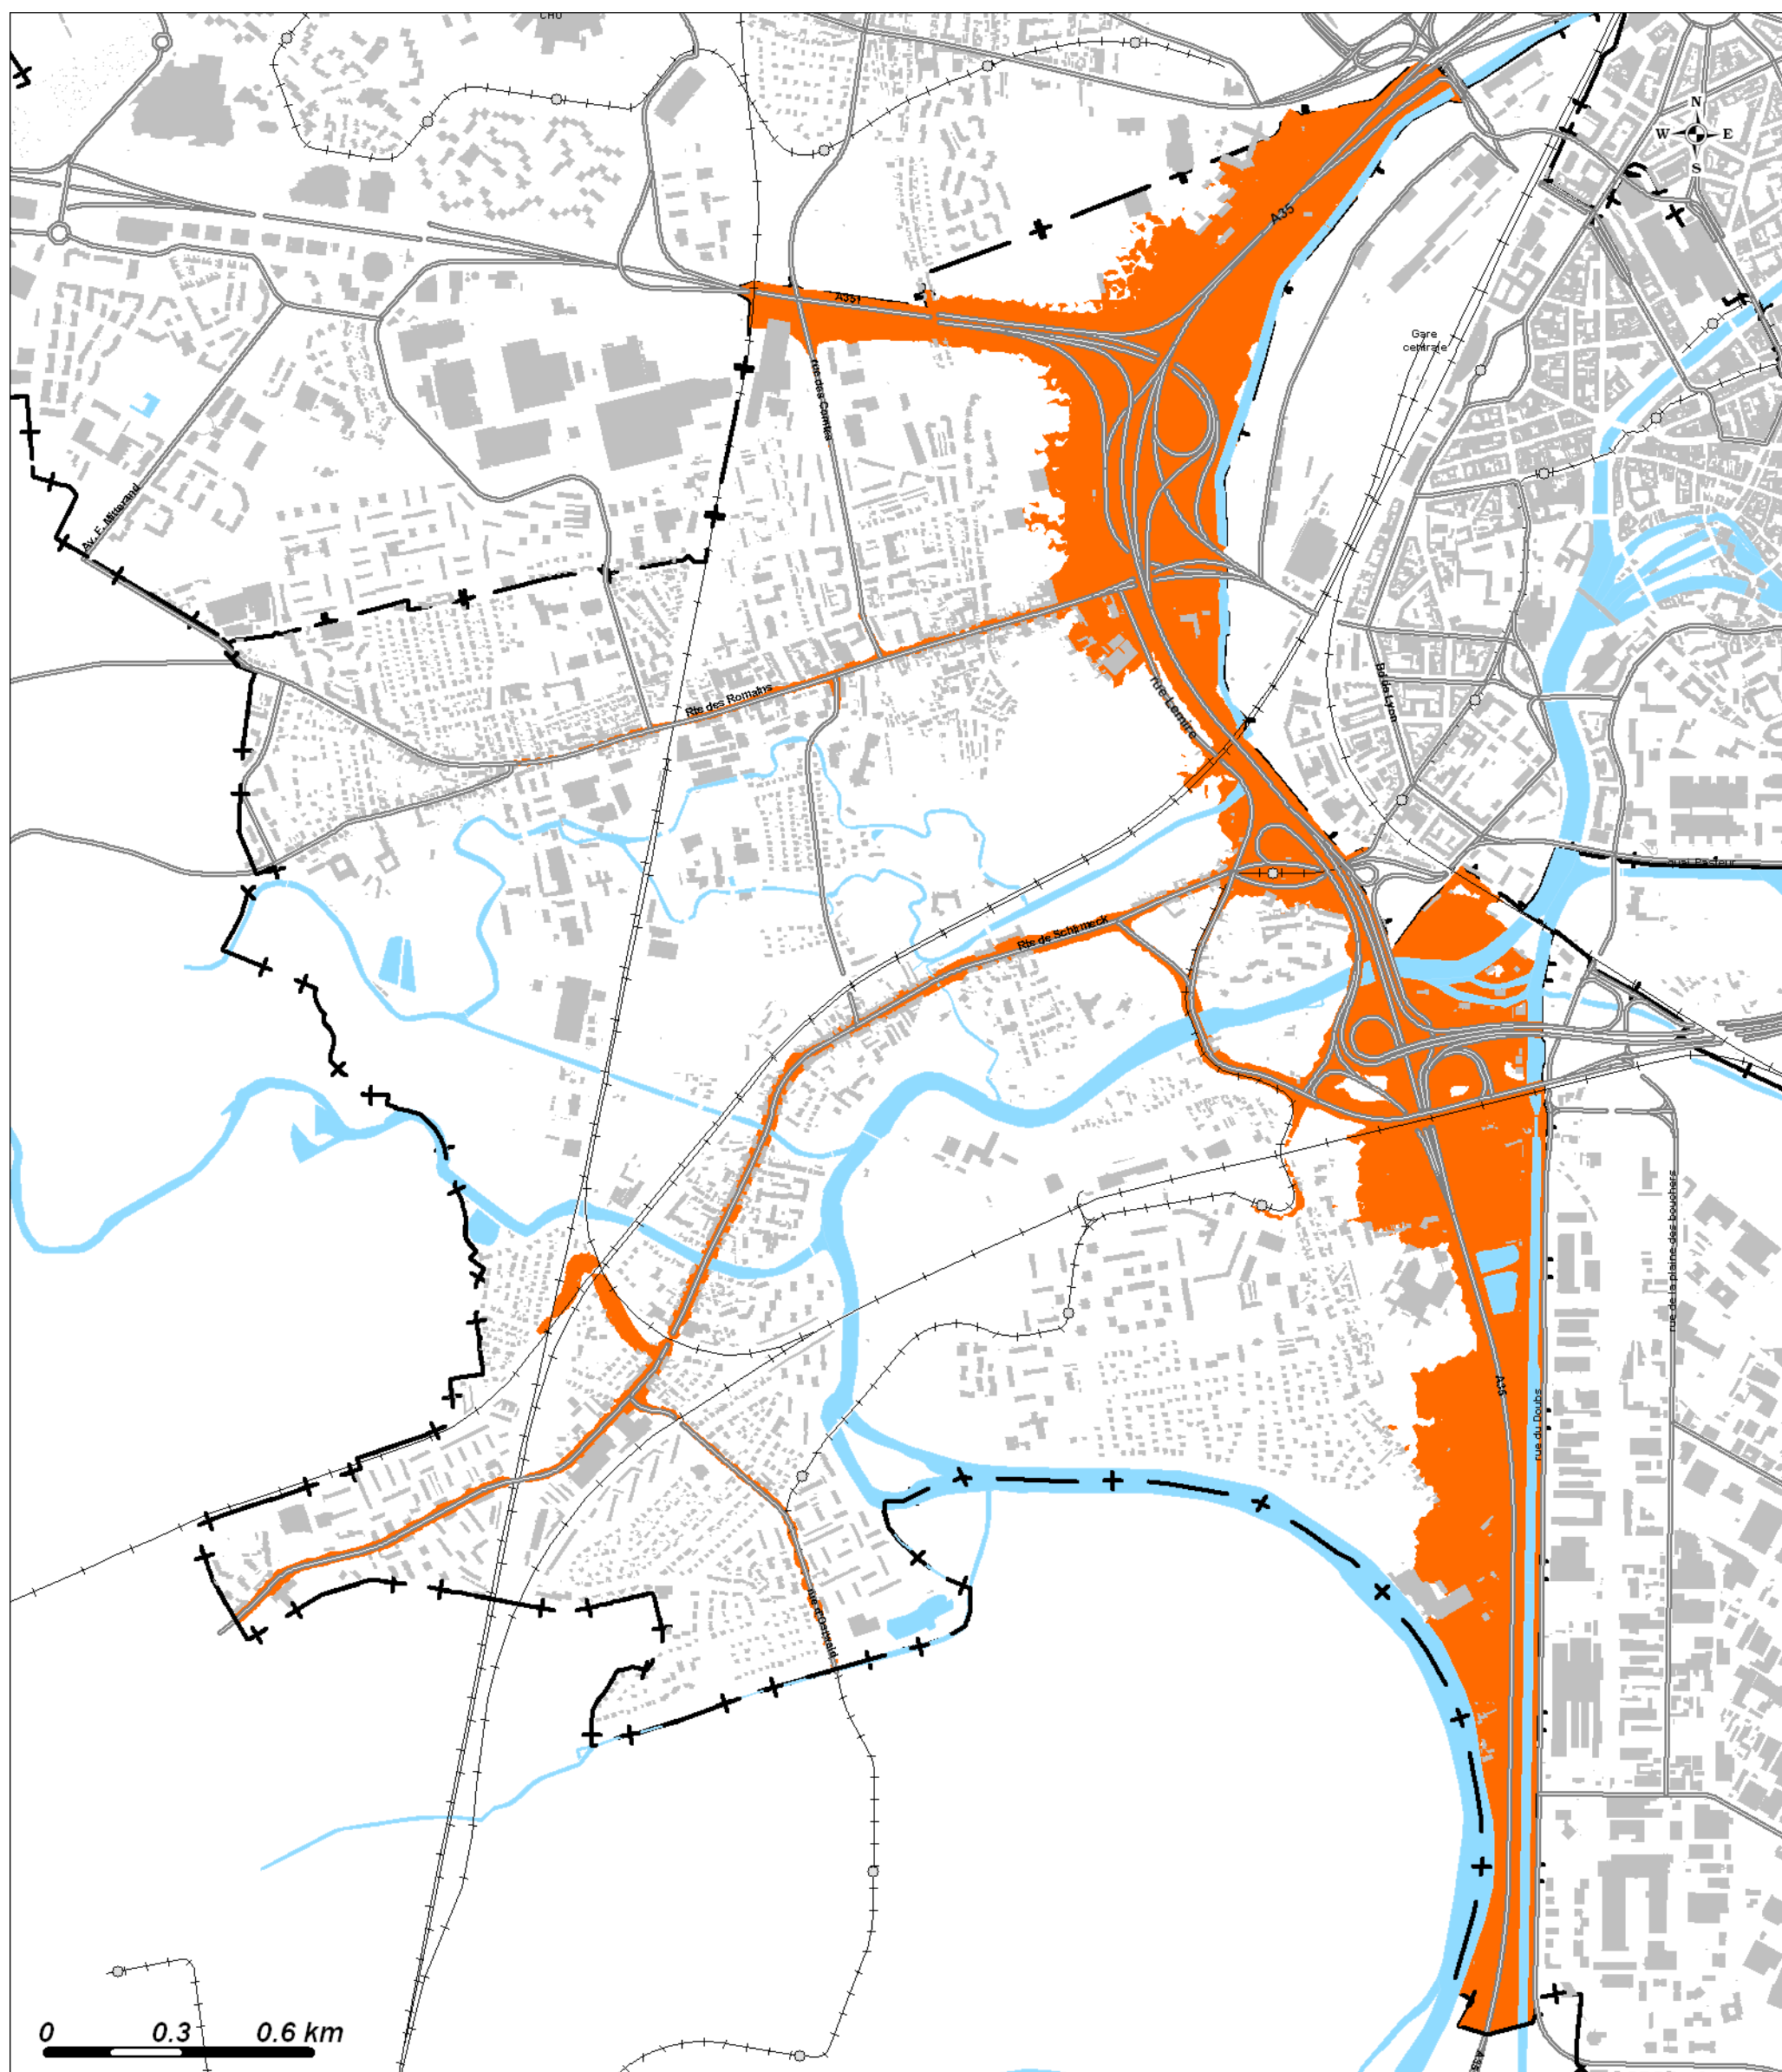 CHU
N
W E
S
A35
A351
Gare
centrale
rue des Comtes
Av. F. Mitterand
Rte des Romains
rue Lemire
Bd de Lyon
quai Pasteur
Rte de Schirmeck
rue de la plaine des bouchers
A35
rue du Doubs
rue d'Ostwald
0 0.3 0.6 km
A35